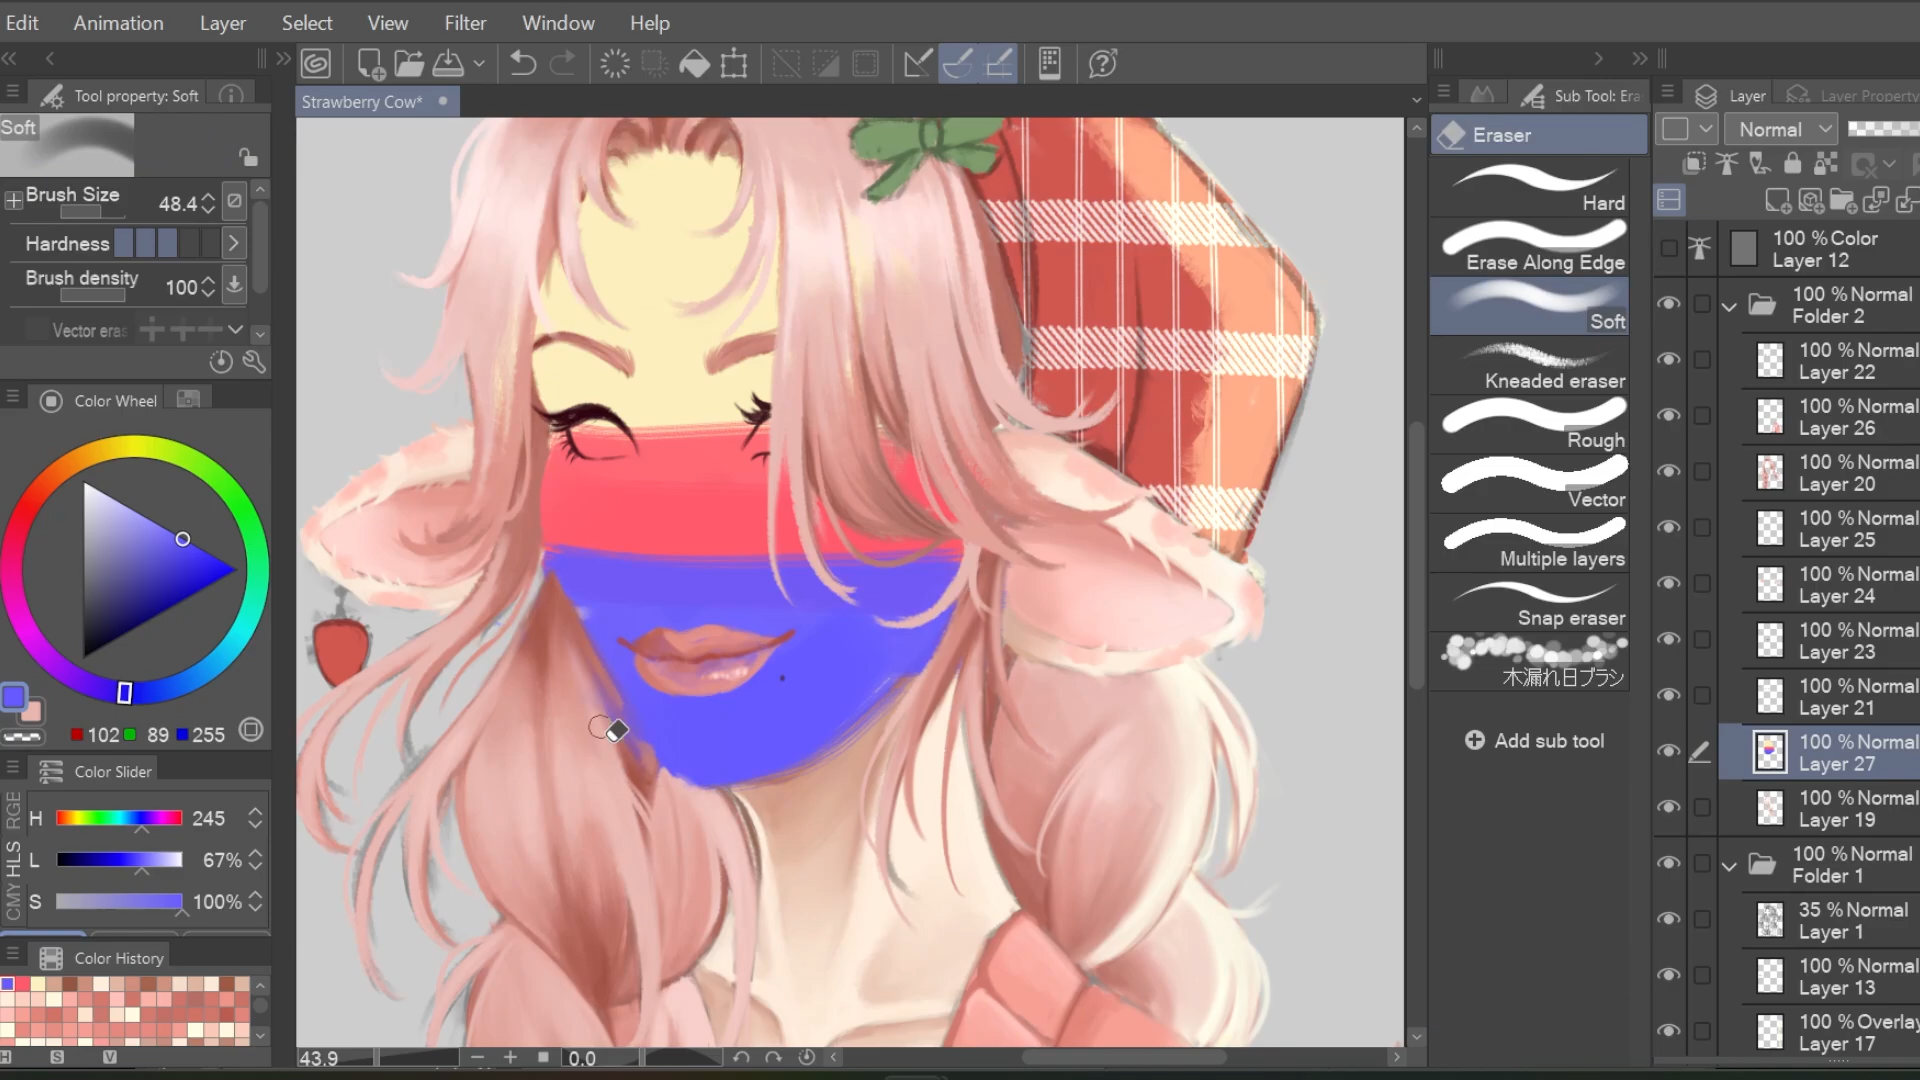 Edit Animation Layer Select View Filter Window Help
Tool property: Soft
Soft
Brush Size 48.4
Hardness
Brush density 100
Vector eras
Color Wheel
102 89 255
Color Slider
RGB
HLS
CMY
H 245
L 67%
S 100%
Color History
H S V
Strawberry Cow*
43.9
0.0
Sub Tool: Era
Eraser
Hard
Erase Along Edge
Soft
Kneaded eraser
Rough
Vector
Multiple layers
Snap eraser
木漏れ日ブラシ
Add sub tool
Layer Layer Property
Normal
100 %Color
Layer 12
100 %Normal
Folder 2
100 %Normal
Layer 22
100 %Normal
Layer 26
100 %Normal
Layer 20
100 %Normal
Layer 25
100 %Normal
Layer 24
100 %Normal
Layer 23
100 %Normal
Layer 21
100 %Normal
Layer 27
100 %Normal
Layer 19
100 %Normal
Folder 1
35 %Normal
Layer 1
100 %Normal
Layer 13
100 %Overlay
Layer 17